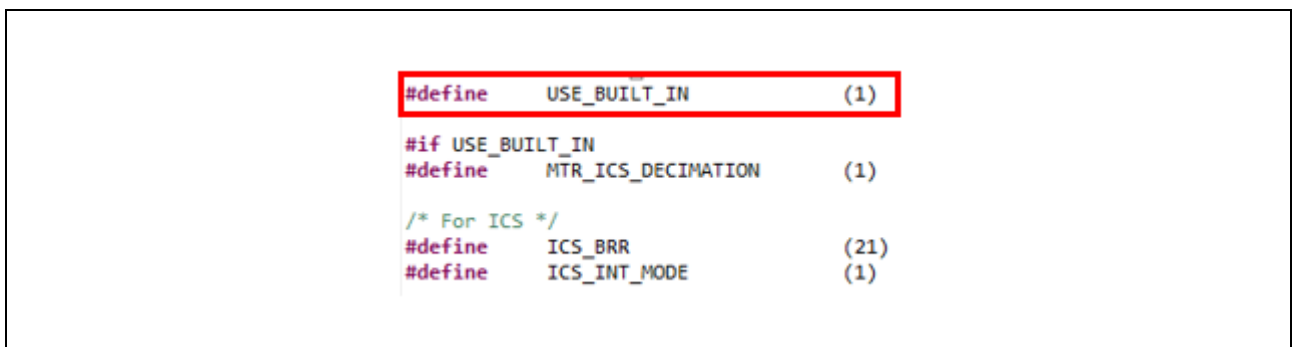 #define USE_BUILT_IN (1)
#if USE_BUILT_IN
#define MTR_ICS_DECIMATION (1)
/* For ICS */
#define ICS_BRR (21)
#define ICS_INT_MODE (1)